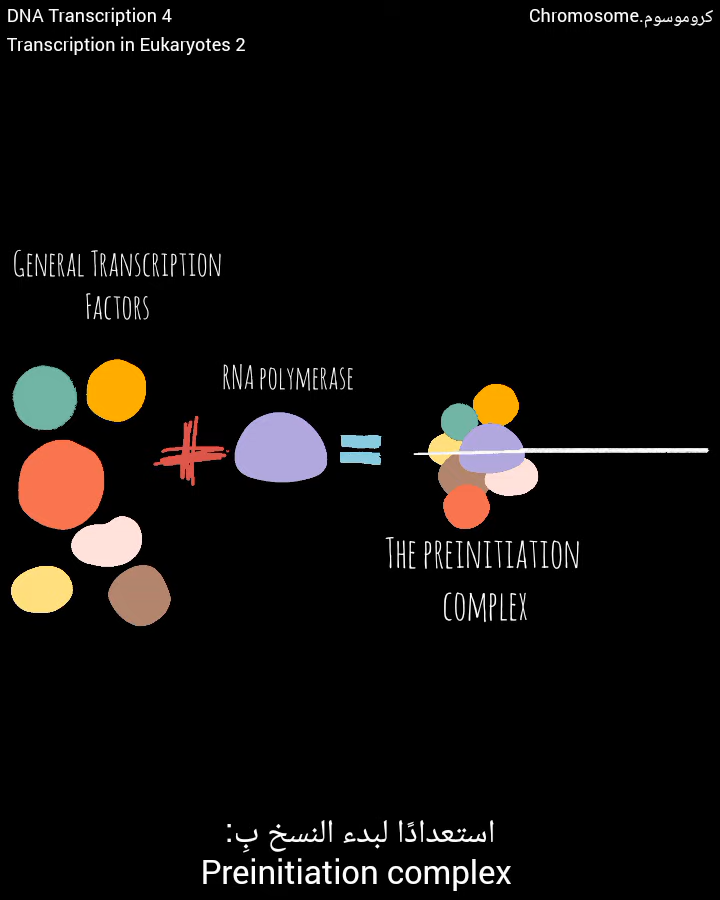 DNA Transcription 4
Transcription in Eukaryotes 2
Chromosome.كروموسوم
General Transcription
Factors
RNA polymerase
The preinitiation
complex
استعدادًا لبدء النسخ بِ:
Preinitiation complex